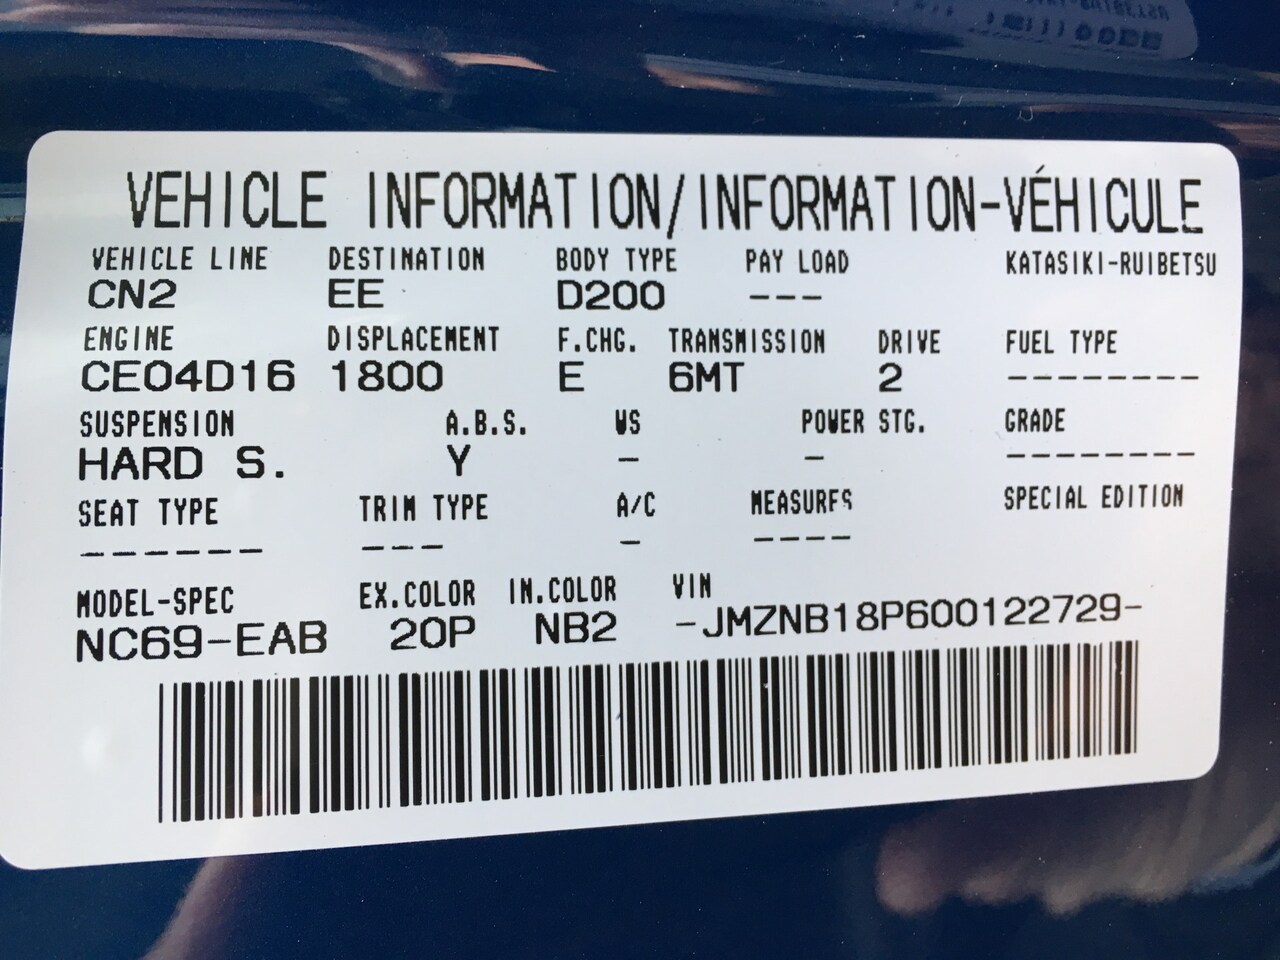 VEHICLE INFORMATION/INFORMATION-VÉHICULE
VEHICLE LINE DESTINATION BODY TYPE PAY LOAD KATASIKI-RUIBETSU
CN2 EE D200 ---
ENGINE DISPLACEMENT F.CHG. TRANSMISSION DRIVE FUEL TYPE
CE04D16 1800 E 6MT 2 --------
SUSPENSION A.B.S. WS POWER STG. GRADE
HARD S. Y - - --------
SEAT TYPE TRIM TYPE A/C MEASURES SPECIAL EDITION
------ --- - ----
MODEL-SPEC EX.COLOR IN.COLOR VIN
NC69-EAB 20P NB2 -JMZNB18P600122729-